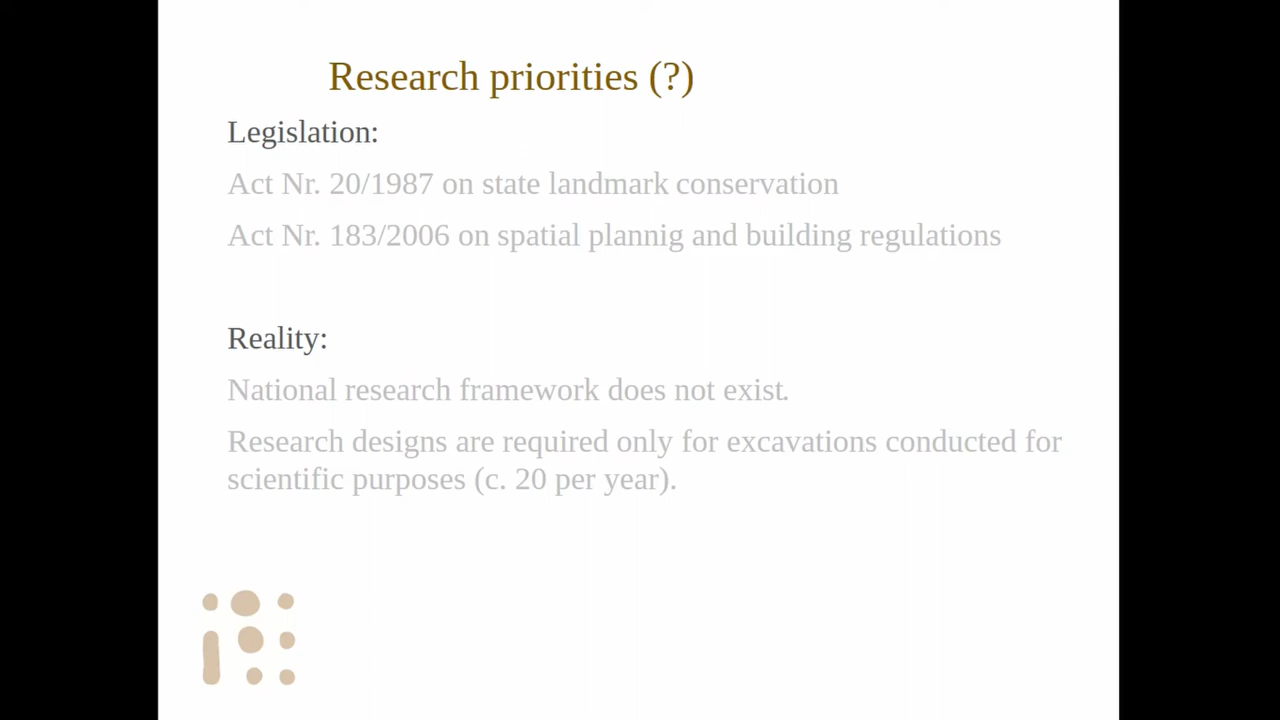 Research priorities (?)
Legislation:
Act Nr. 20/1987 on state landmark conservation
Act Nr. 183/2006 on spatial plannig and building regulations
Reality:
National research framework does not exist.
Research designs are required only for excavations conducted for
scientific purposes (c. 20 per year).